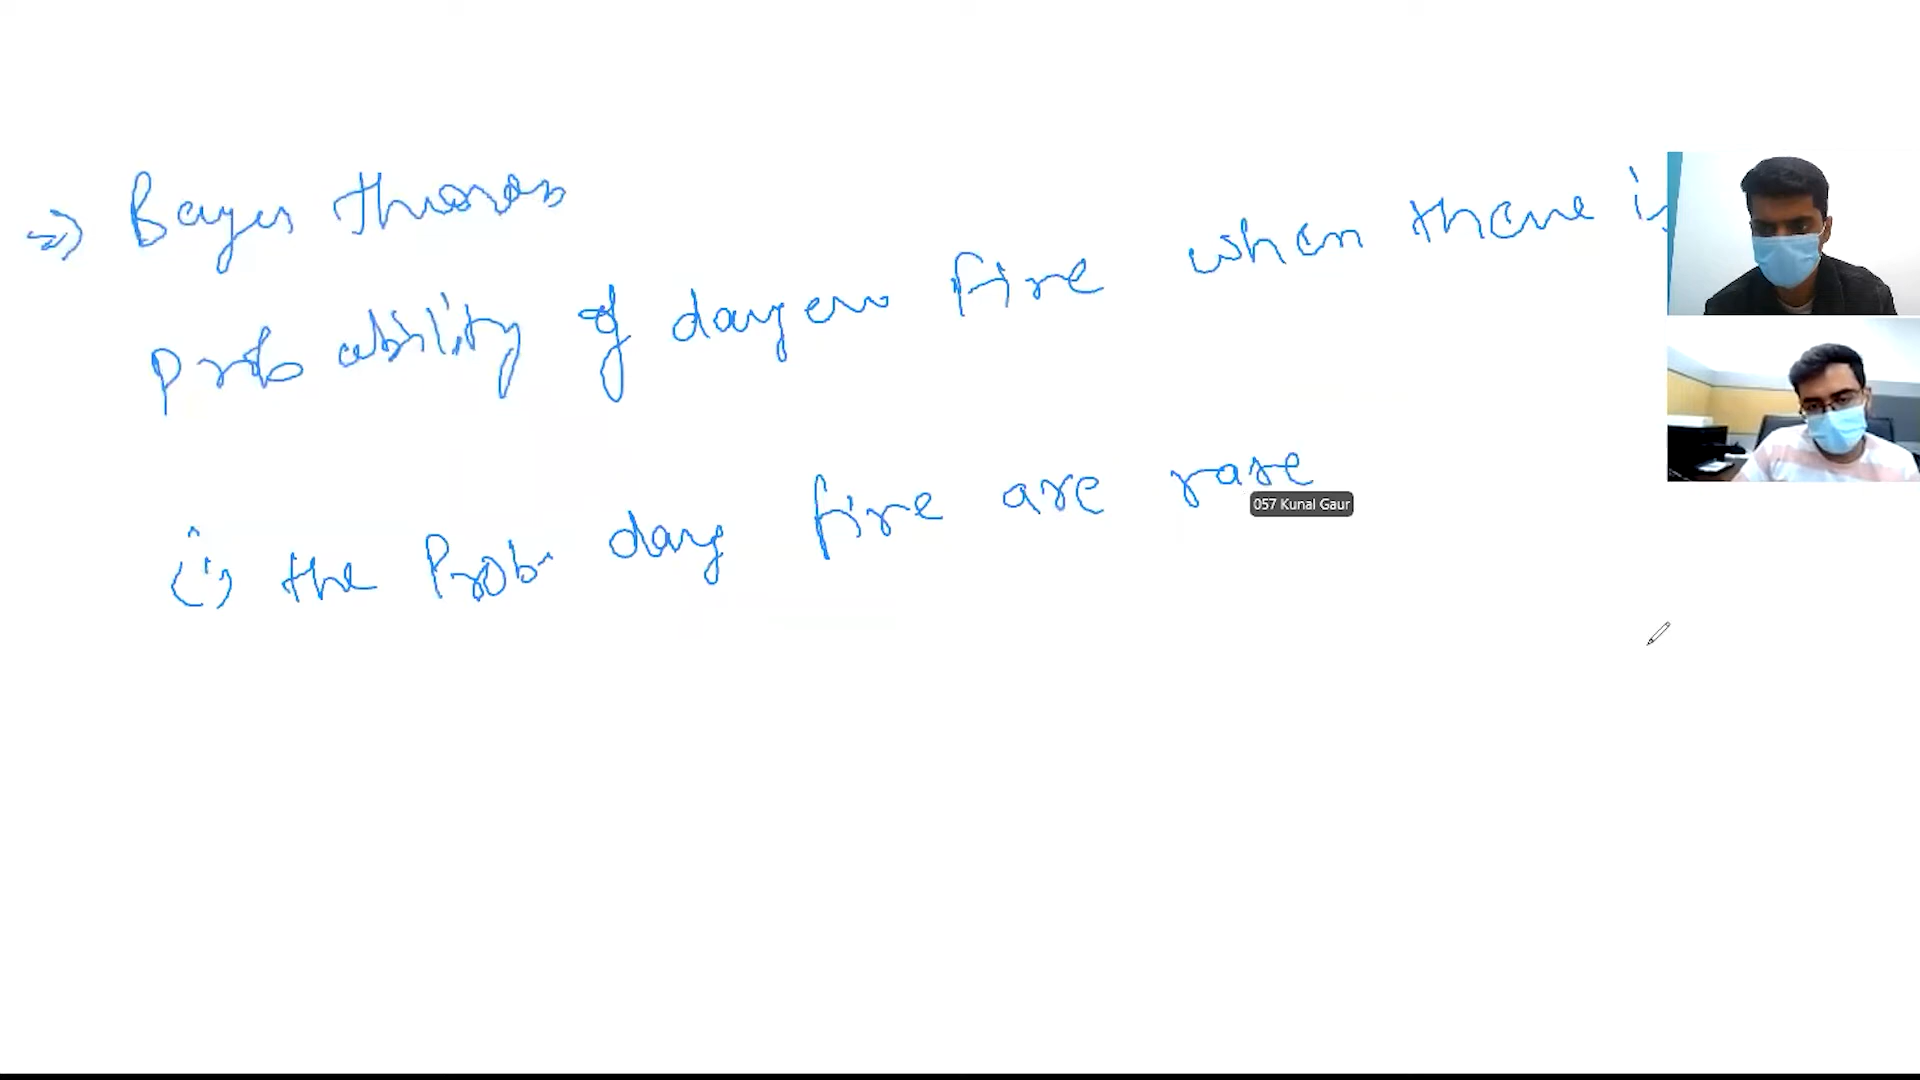 => Bayes theorem
Probability of dangerous fire when there is
(i) the Prob. dang fire are rare
057 Kunal Gaur